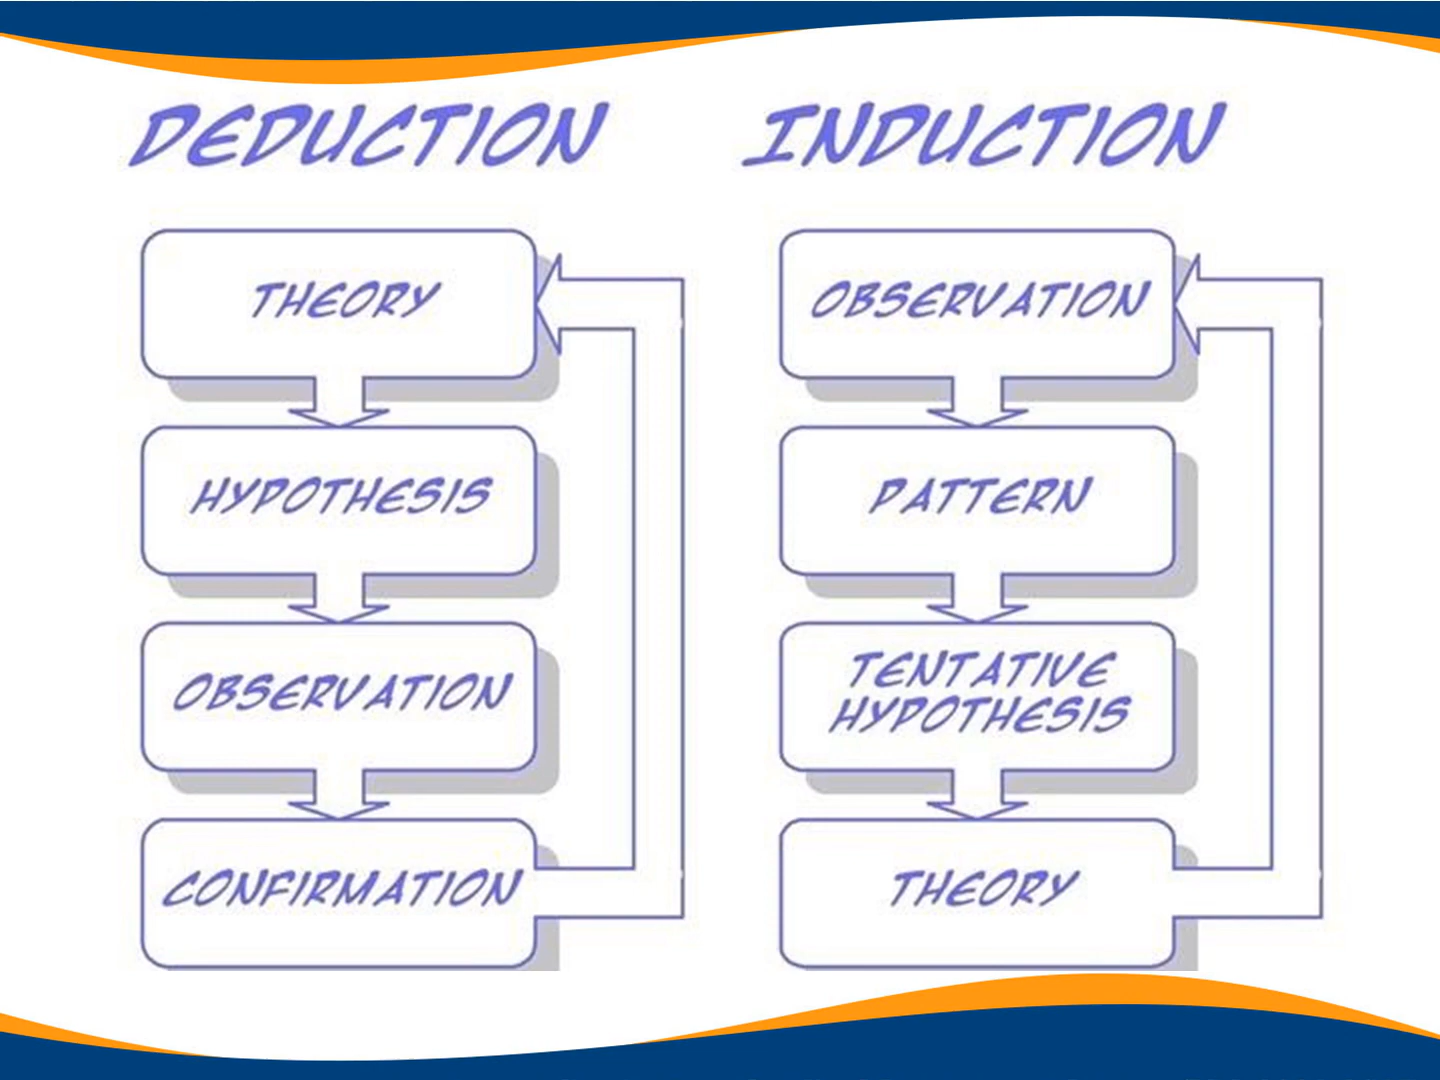 DEDUCTION
THEORY
HYPOTHESIS
OBSERVATION
CONFIRMATION
INDUCTION
OBSERVATION
PATTERN
TENTATIVE
HYPOTHESIS
THEORY